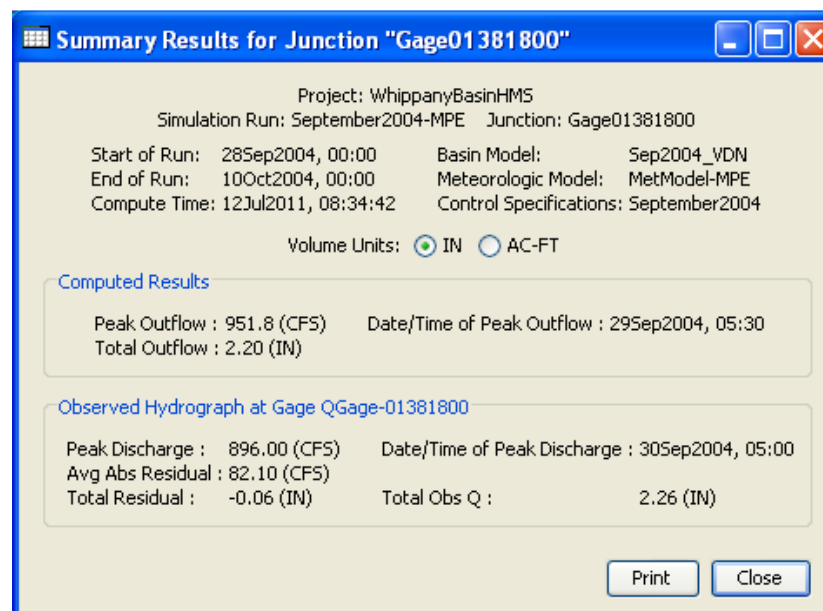 Summary Results for Junction "Gage01381800"
Project: WhippanyBasinHMS
Simulation Run: September2004-MPE Junction: Gage01381800
Start of Run: 28Sep2004, 00:00 Basin Model: Sep2004_VDN
End of Run: 10Oct2004, 00:00 Meteorologic Model: MetModel-MPE
Compute Time: 12Jul2011, 08:34:42 Control Specifications: September2004
Volume Units: IN AC-FT
Computed Results
Peak Outflow : 951.8 (CFS) Date/Time of Peak Outflow : 29Sep2004, 05:30
Total Outflow : 2.20 (IN)
Observed Hydrograph at Gage QGage-01381800
Peak Discharge : 896.00 (CFS) Date/Time of Peak Discharge : 30Sep2004, 05:00
Avg Abs Residual : 82.10 (CFS)
Total Residual : -0.06 (IN) Total Obs Q : 2.26 (IN)
Print Close